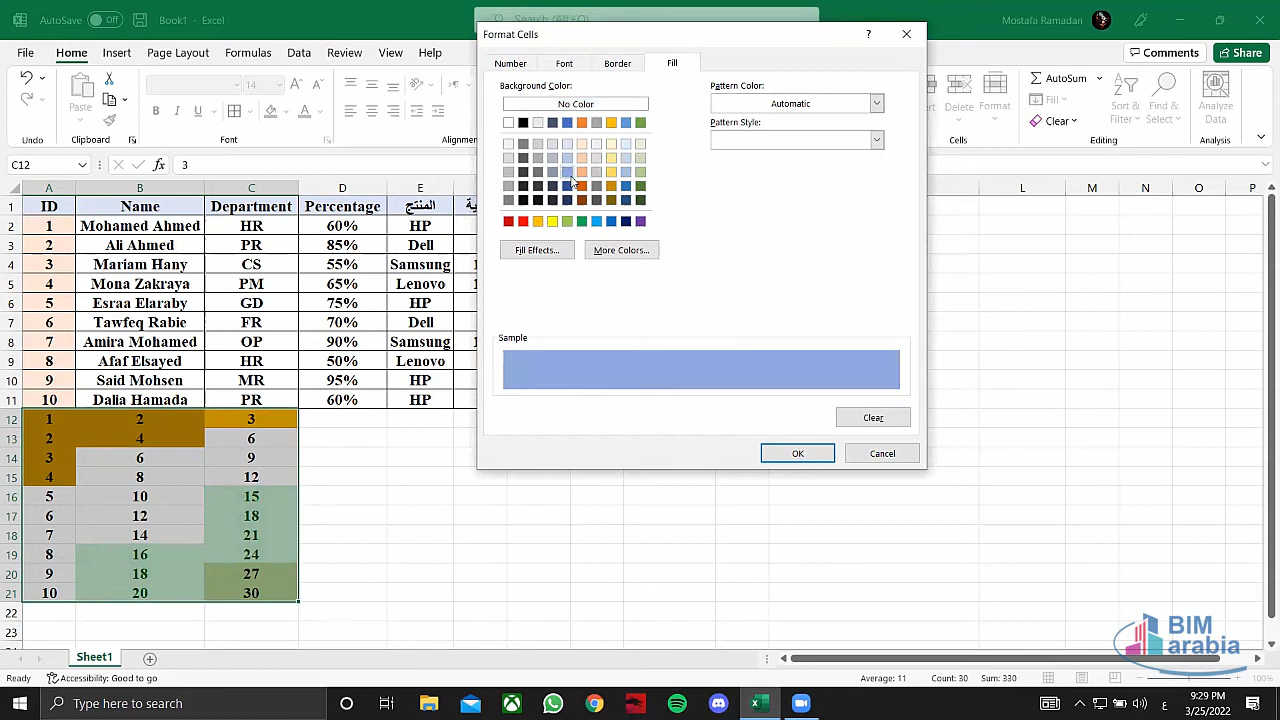 AutoSave Off Book1 - Excel Search (Alt+Q) Mostafa Ramadan
File Home Insert Page Layout Formulas Data Review View Help Comments Share
Undo Paste Clipboard
14 A A B I U Font
Alignment
Delete Format AutoSum Fill Clear Sort & Filter Find & Select Editing Analyze Data Analysis
Format Cells ?
Number Font Border Fill
Background Color:
No Color
Fill Effects... More Colors...
Pattern Color:
Automatic
Pattern Style:
Sample
Clear
OK Cancel
C12 fx 3
A B C D E L M N O P
1 ID Name Department Percentage المنتج
2 1 Mohamed Ahmed HR 60% HP
3 2 Ali Ahmed PR 85% Dell
4 3 Mariam Hany CS 55% Samsung 1
5 4 Mona Zakraya PM 65% Lenovo 1
6 5 Esraa Elaraby GD 75% HP
7 6 Tawfeq Rabie FR 70% Dell
8 7 Amira Mohamed OP 90% Samsung 1
9 8 Afaf Elsayed HR 50% Lenovo
10 9 Said Mohsen MR 95% HP
11 10 Dalia Hamada PR 60% HP
12 1 2 3
13 2 4 6
14 3 6 9
15 4 8 12
16 5 10 15
17 6 12 18
18 7 14 21
19 8 16 24
20 9 18 27
21 10 20 30
22
23
BIM
arabia
Sheet1
Ready Accessibility: Good to go Average: 11 Count: 30 Sum: 330 100%
Type here to search
9:29 PM
3/25/2022